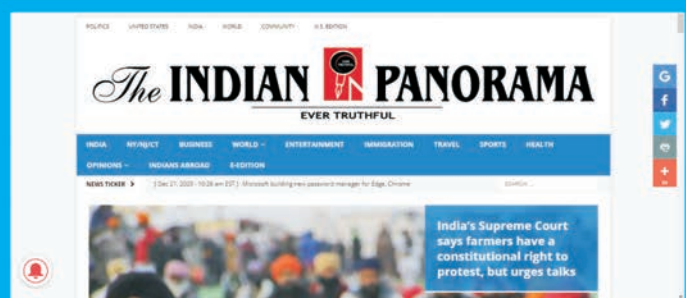 POLITICS UNITED STATES INDIA WORLD COMMUNITY U.S. EDITION
The INDIAN PANORAMA
EVER TRUTHFUL
INDIA NY/NJ/CT BUSINESS WORLD ENTERTAINMENT IMMIGRATION TRAVEL SPORTS HEALTH
OPINIONS INDIANS ABROAD E-EDITION
NEWS TICKER [ Dec 21, 2020 - 10:26 am EST ] Microsoft building new password manager for Edge, Chrome SEARCH ...
India's Supreme Court
says farmers have a
constitutional right to
protest, but urges talks
G
f